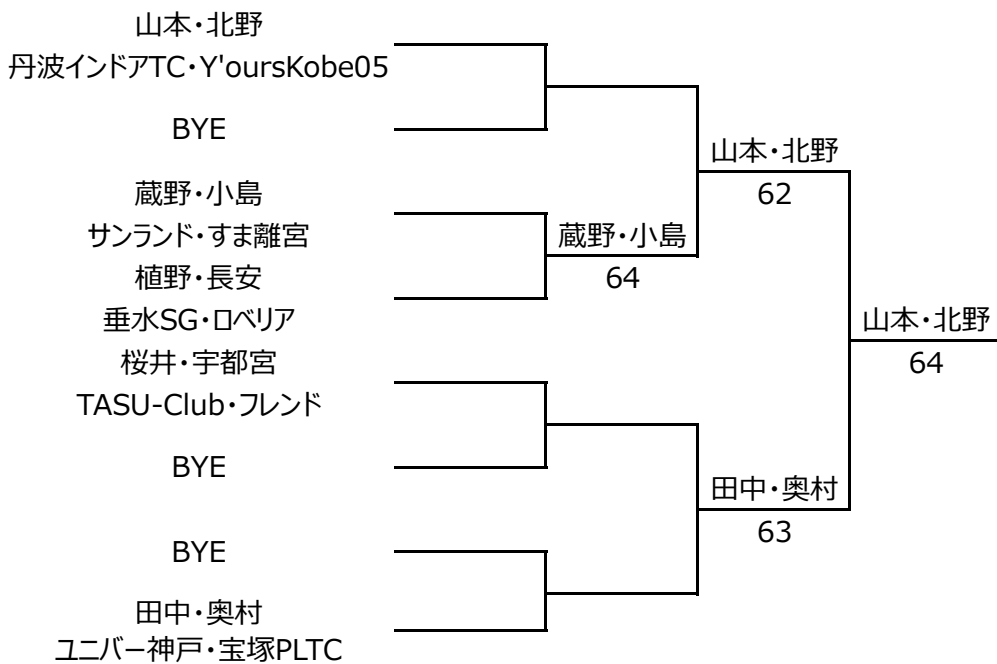 山本・北野
丹波インドアTC・Y'oursKobe05
BYE
山本・北野
62
蔵野・小島
サンランド・すま離宮
蔵野・小島
64
植野・長安
垂水SG・ロベリア
山本・北野
64
桜井・宇都宮
TASU-Club・フレンド
BYE
田中・奥村
63
BYE
田中・奥村
ユニバー神戸・宝塚PLTC